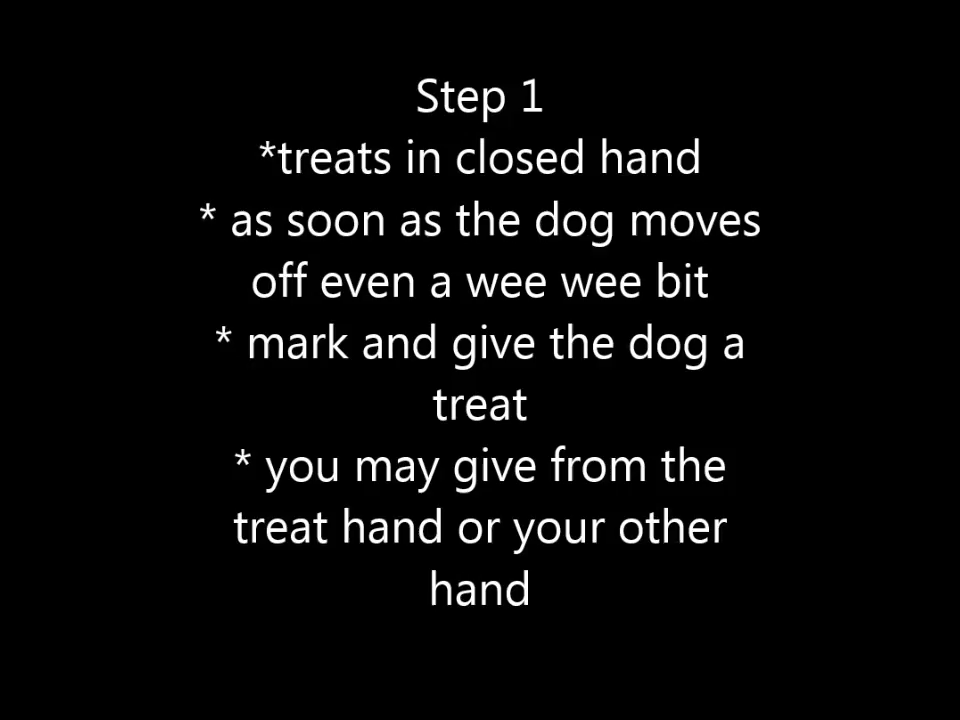 Step 1
*treats in closed hand
* as soon as the dog moves
off even a wee wee bit
* mark and give the dog a
treat
* you may give from the
treat hand or your other
hand